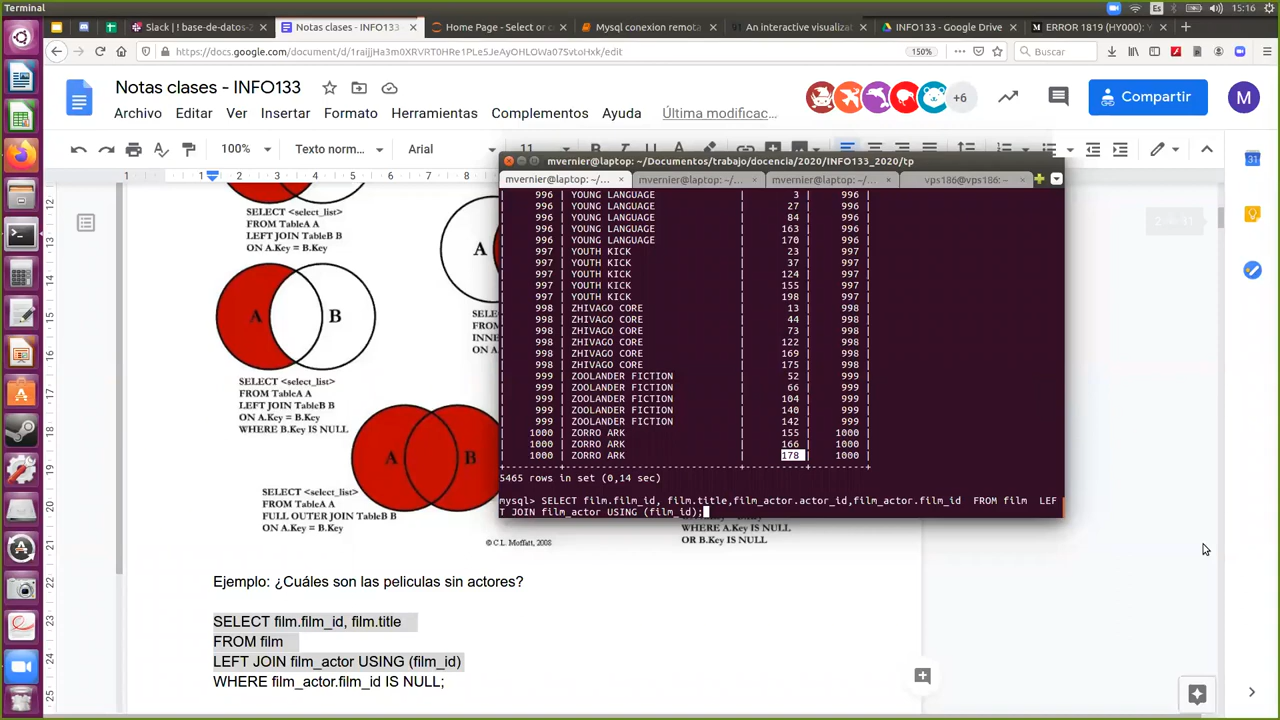 Terminal
Es
15:16
Slack | ! base-de-datos-2
Notas clases - INFO133
Home Page - Select or c
Mysql conexion remota
An interactive visualizat
INFO133 - Google Drive
ERROR 1819 (HY000): Y
https://docs.google.com/document/d/1raijjHa3m0XRVRT0HRe1PLe5JeAyOHLOWa07SvtoHxk/edit
150%
Buscar
Notas clases - INFO133
+6
Compartir
M
Archivo Editar Ver Insertar Formato Herramientas Complementos Ayuda Última modificac...
100% Texto norm... Arial 11
mvernier@laptop: ~/Documentos/trabajo/docencia/2020/INFO133_2020/tp
mvernier@laptop: ~/... mvernier@laptop: ~/... mvernier@laptop: ~/... vps186@vps186: ~
| 996 | YOUNG LANGUAGE | 3 | 996 |
| 996 | YOUNG LANGUAGE | 27 | 996 |
| 996 | YOUNG LANGUAGE | 84 | 996 |
| 996 | YOUNG LANGUAGE | 163 | 996 |
| 996 | YOUNG LANGUAGE | 170 | 996 |
| 997 | YOUTH KICK | 23 | 997 |
| 997 | YOUTH KICK | 37 | 997 |
| 997 | YOUTH KICK | 124 | 997 |
| 997 | YOUTH KICK | 155 | 997 |
| 997 | YOUTH KICK | 198 | 997 |
| 998 | ZHIVAGO CORE | 13 | 998 |
| 998 | ZHIVAGO CORE | 44 | 998 |
| 998 | ZHIVAGO CORE | 73 | 998 |
| 998 | ZHIVAGO CORE | 122 | 998 |
| 998 | ZHIVAGO CORE | 169 | 998 |
| 998 | ZHIVAGO CORE | 175 | 998 |
| 999 | ZOOLANDER FICTION | 52 | 999 |
| 999 | ZOOLANDER FICTION | 66 | 999 |
| 999 | ZOOLANDER FICTION | 104 | 999 |
| 999 | ZOOLANDER FICTION | 140 | 999 |
| 999 | ZOOLANDER FICTION | 142 | 999 |
| 1000 | ZORRO ARK | 155 | 1000 |
| 1000 | ZORRO ARK | 166 | 1000 |
| 1000 | ZORRO ARK | 178 | 1000 |
5465 rows in set (0,14 sec)
mysql> SELECT film.film_id, film.title,film_actor.actor_id,film_actor.film_id  FROM film  LEF
T JOIN film_actor USING (film_id);
SELECT <select_list>
FROM TableA A
LEFT JOIN TableB B
ON A.Key = B.Key
A
B
SELECT <select_list>
FROM TableA A
LEFT JOIN TableB B
ON A.Key = B.Key
WHERE B.Key IS NULL
A
SELE
FROM
INNE
ON A
A
B
SELECT <select_list>
FROM TableA A
FULL OUTER JOIN TableB B
ON A.Key = B.Key
WHERE A.Key IS NULL
OR B.Key IS NULL
© C.L. Moffatt, 2008
Ejemplo: ¿Cuáles son las peliculas sin actores?
SELECT film.film_id, film.title
FROM film
LEFT JOIN film_actor USING (film_id)
WHERE film_actor.film_id IS NULL;